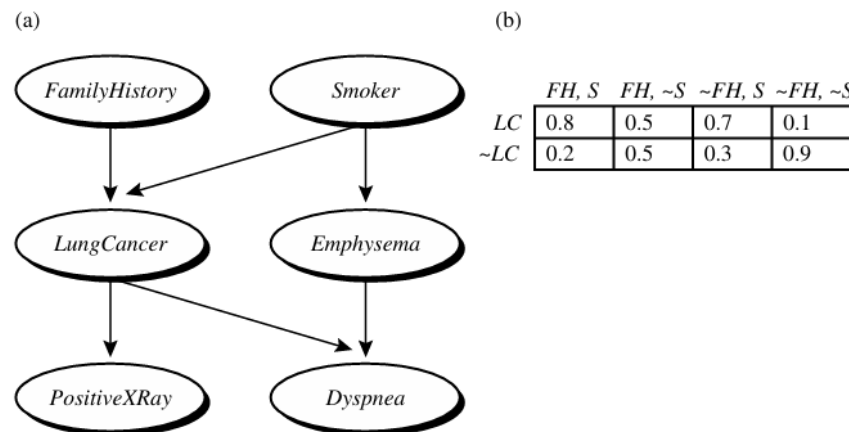 (a)
(b)
FamilyHistory
Smoker
LungCancer
Emphysema
PositiveXRay
Dyspnea
FH, S FH, ~S ~FH, S ~FH, ~S
LC 0.8 0.5 0.7 0.1
~LC 0.2 0.5 0.3 0.9